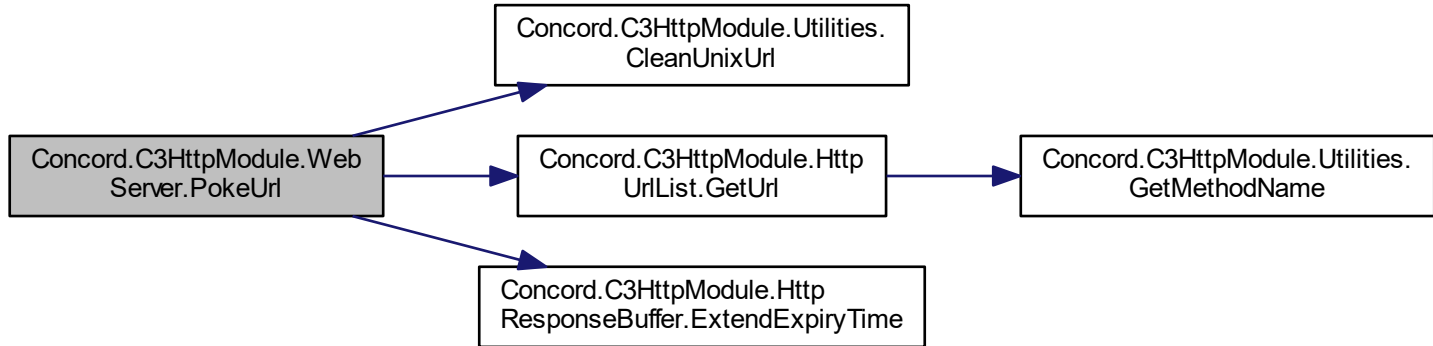 Concord.C3HttpModule.Utilities.
CleanUnixUrl
Concord.C3HttpModule.Web
Server.PokeUrl
Concord.C3HttpModule.Http
UrlList.GetUrl
Concord.C3HttpModule.Utilities.
GetMethodName
Concord.C3HttpModule.Http
ResponseBuffer.ExtendExpiryTime